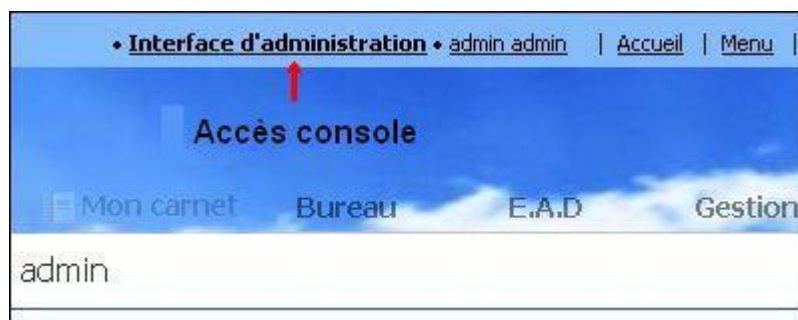 • Interface d'administration • admin admin | Accueil | Menu |
Accès console
Mon carnet Bureau E.A.D Gestion
admin